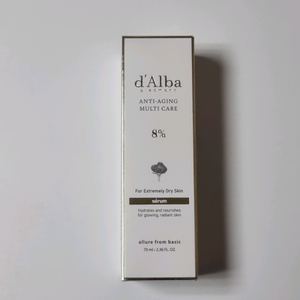 d'Alba
ANTI-AGING
MULTI CARE
8%
For Extremely Dry Skin
sérum
Hydrates and nourishes
for glowing, radiant skin
allure from basic